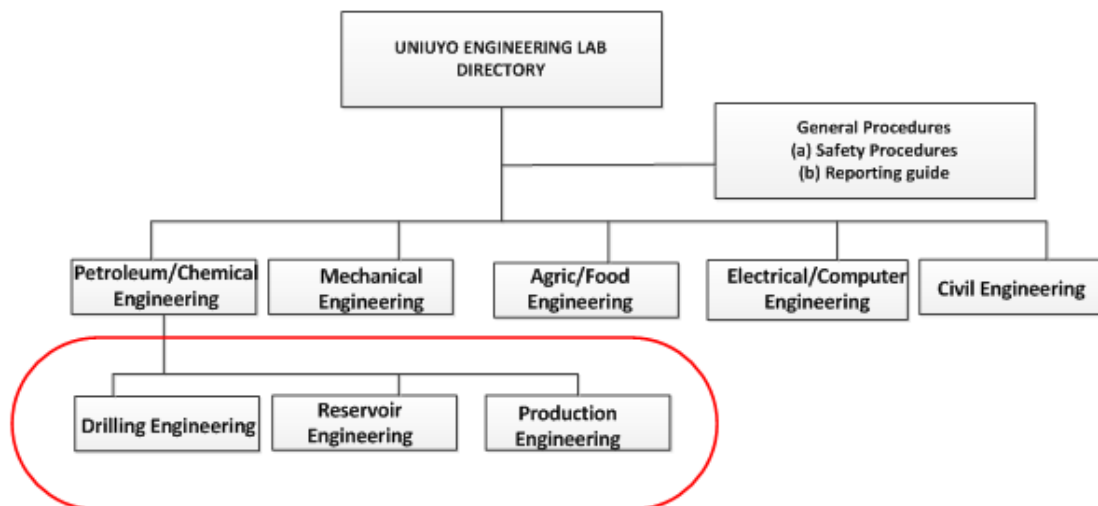 UNIUYO ENGINEERING LAB
DIRECTORY
General Procedures
(a) Safety Procedures
(b) Reporting guide
Petroleum/Chemical
Engineering
Mechanical
Engineering
Agric/Food
Engineering
Electrical/Computer
Engineering
Civil Engineering
Drilling Engineering
Reservoir
Engineering
Production
Engineering